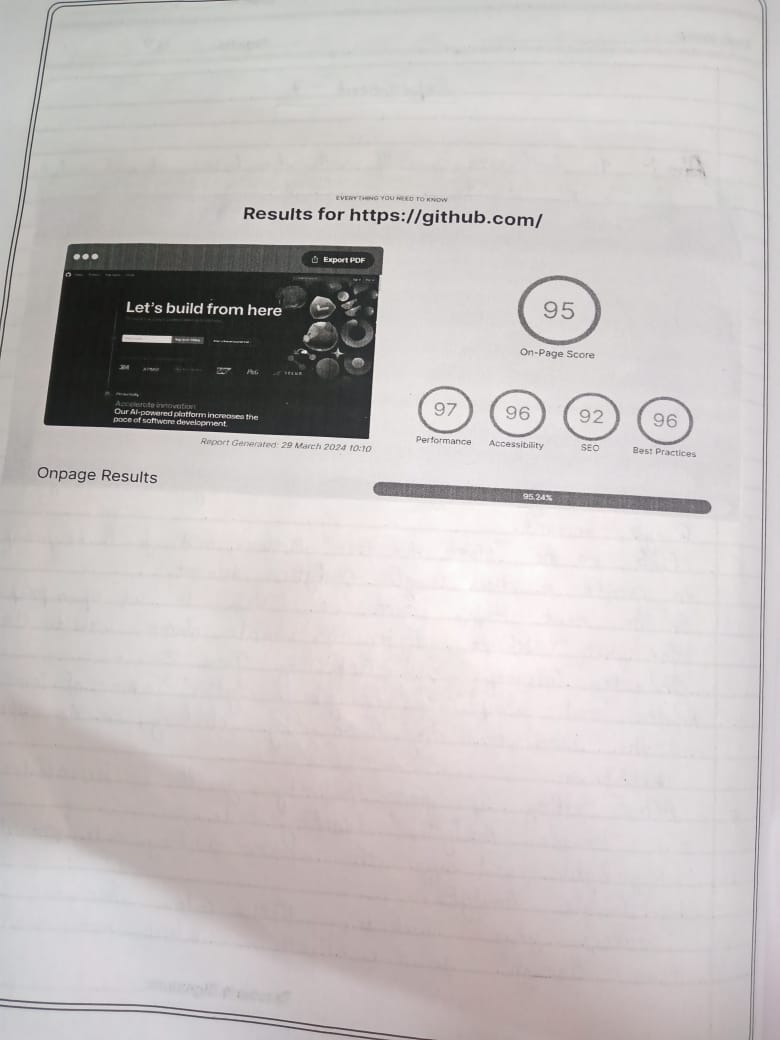 EVERYTHING YOU NEED TO KNOW
Results for https://github.com/
Export PDF
Let's build from here
Accelerate innovation
Our AI-powered platform increases the
pace of software development.
Report Generated: 29 March 2024 10:10
95
On-Page Score
97 96 92 96
Performance Accessibility SEO Best Practices
Onpage Results
95.24%